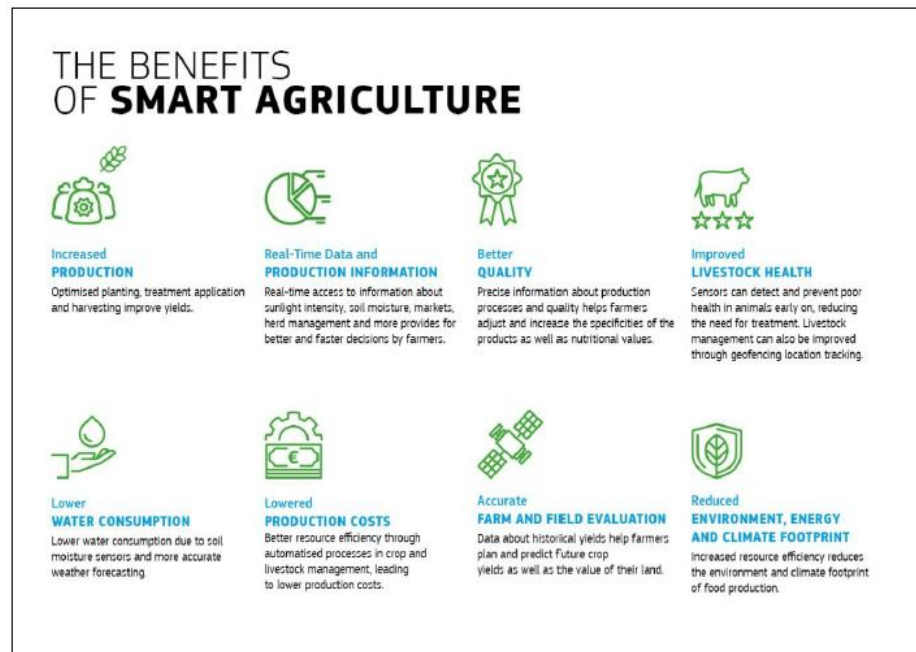 THE BENEFITS
OF SMART AGRICULTURE
Increased
PRODUCTION
Optimised planting, treatment application
and harvesting improve yields.
Real-Time Data and
PRODUCTION INFORMATION
Real-time access to information about
sunlight intensity, soil moisture, markets,
herd management and more provides for
better and faster decisions by farmers.
Better
QUALITY
Precise information about production
processes and quality helps farmers
adjust and increase the specificities of the
products as well as nutritional values.
Improved
LIVESTOCK HEALTH
Sensors can detect and prevent poor
health in animals early on, reducing
the need for treatment. Livestock
management can also be improved
through geofencing location tracking.
Lower
WATER CONSUMPTION
Lower water consumption due to soil
moisture sensors and more accurate
weather forecasting.
Lowered
PRODUCTION COSTS
Better resource efficiency through
automatised processes in crop and
livestock management, leading
to lower production costs.
Accurate
FARM AND FIELD EVALUATION
Data about historical yields help farmers
plan and predict future crop
yields as well as the value of their land.
Reduced
ENVIRONMENT, ENERGY
AND CLIMATE FOOTPRINT
Increased resource efficiency reduces
the environment and climate footprint
of food production.